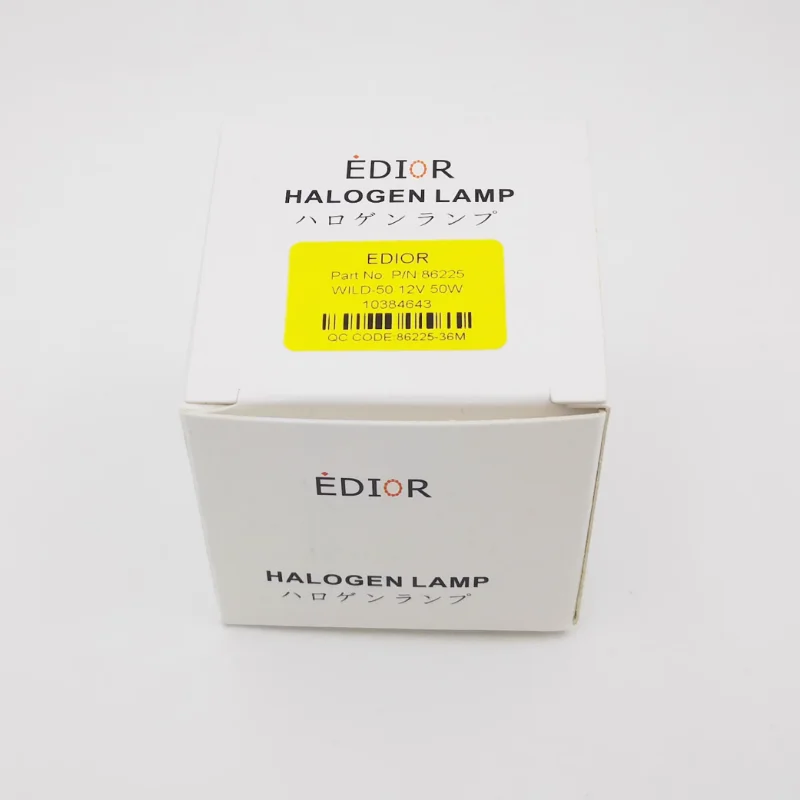 EDIOR
HALOGEN LAMP
ハロゲンランプ
EDIOR
Part No. P/N 86225
WILD-50 12V 50W
10384643
QC CODE:86225-36M
EDIOR
HALOGEN LAMP
ハロゲンランプ